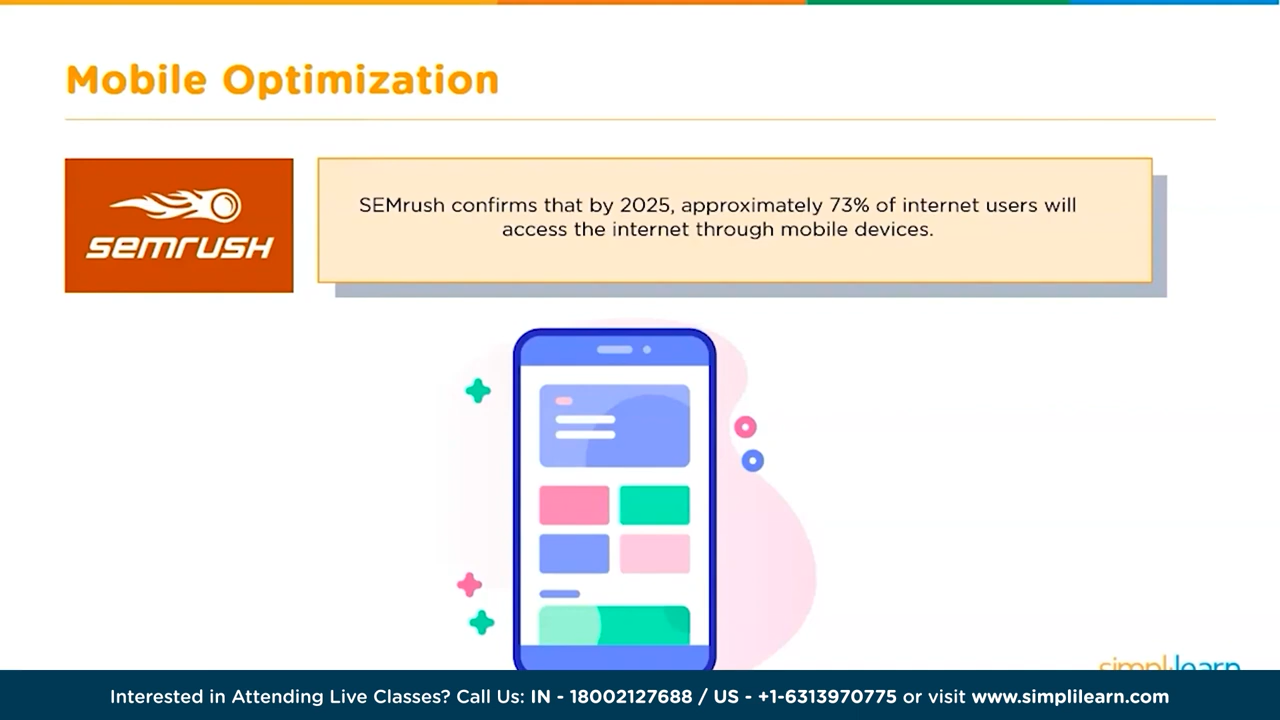 Mobile Optimization
semrush
SEMrush confirms that by 2025, approximately 73% of internet users will
access the internet through mobile devices.
simplilearn
Interested in Attending Live Classes? Call Us: IN - 18002127688 / US - +1-6313970775 or visit www.simplilearn.com